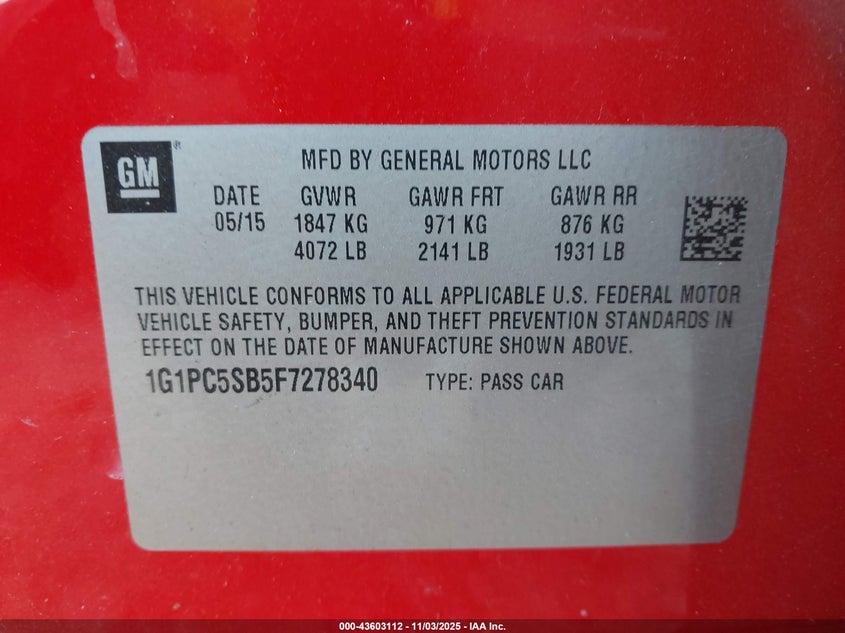 GM
®
MFD BY GENERAL MOTORS LLC
DATE GVWR GAWR FRT GAWR RR
05/15 1847 KG 971 KG 876 KG
4072 LB 2141 LB 1931 LB
THIS VEHICLE CONFORMS TO ALL APPLICABLE U.S. FEDERAL MOTOR
VEHICLE SAFETY, BUMPER, AND THEFT PREVENTION STANDARDS IN
EFFECT ON THE DATE OF MANUFACTURE SHOWN ABOVE.
1G1PC5SB5F7278340 TYPE: PASS CAR
000-43603112 - 11/03/2025 - IAA Inc.